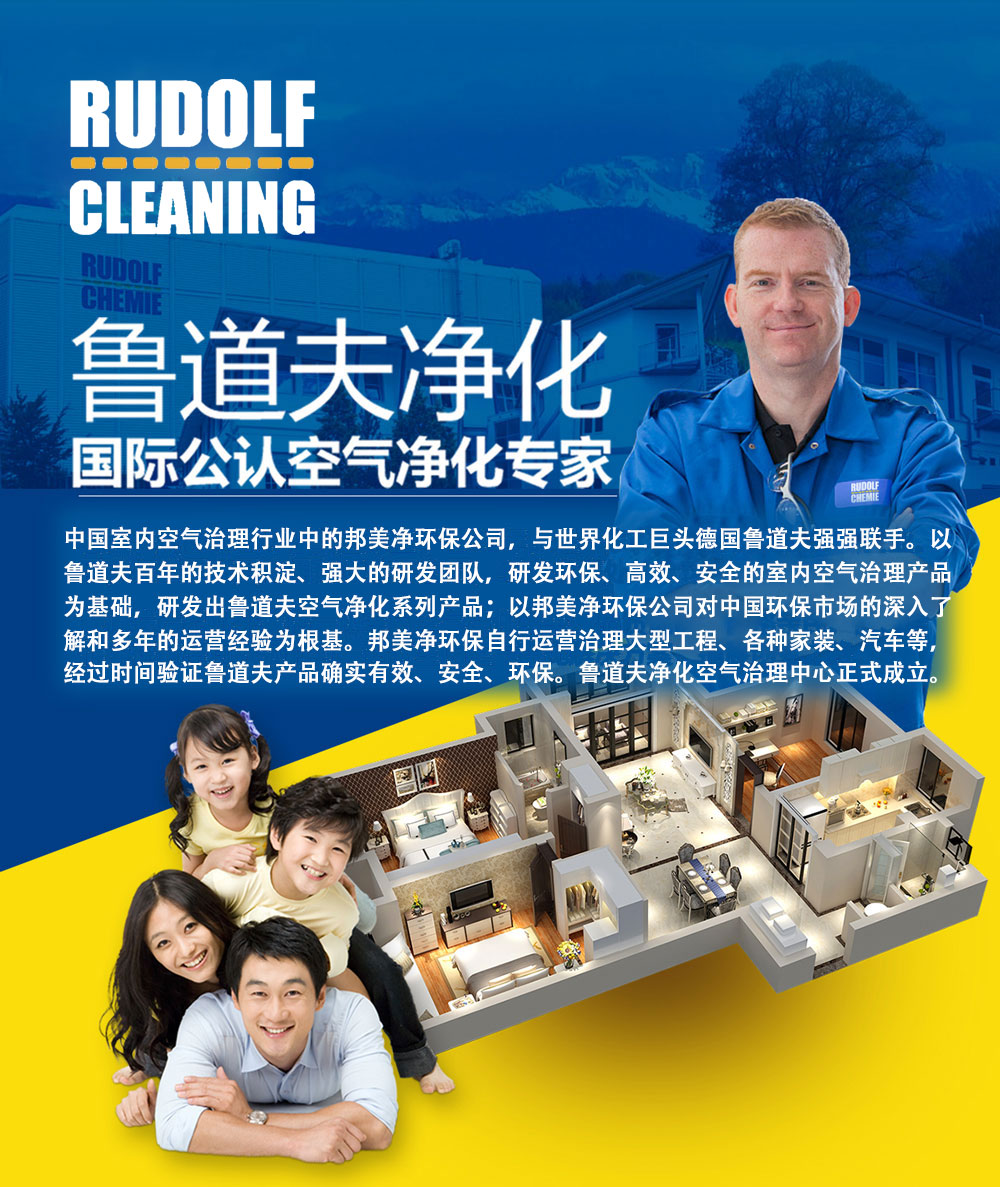 RUDOLF
CLEANING
RUDOLF
CHEMIE
鲁道夫净化
国际公认空气净化专家
RUDOLF
CHEMIE
中国室内空气治理行业中的邦美净环保公司，与世界化工巨头德国鲁道夫强强联手。以
鲁道夫百年的技术积淀、强大的研发团队，研发环保、高效、安全的室内空气治理产品
为基础，研发出鲁道夫空气净化系列产品；以邦美净环保公司对中国环保市场的深入了
解和多年的运营经验为根基。邦美净环保自行运营治理大型工程、各种家装、汽车等，
经过时间验证鲁道夫产品确实有效、安全、环保。鲁道夫净化空气治理中心正式成立。